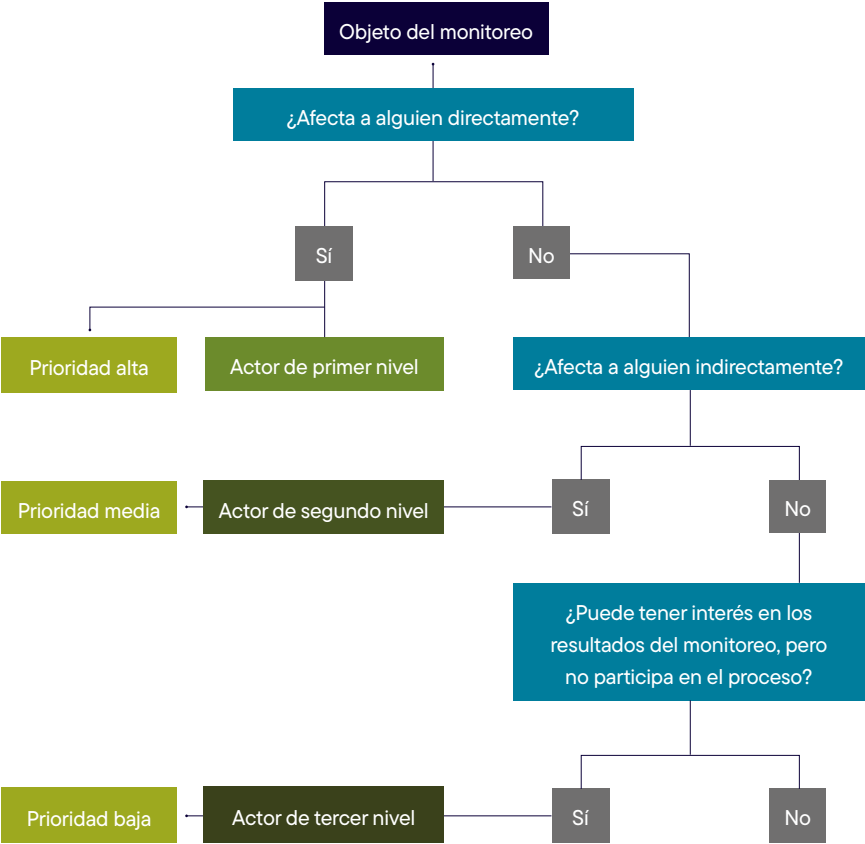 Objeto del monitoreo
¿Afecta a alguien directamente?
Sí
No
Prioridad alta
Actor de primer nivel
¿Afecta a alguien indirectamente?
Prioridad media
Actor de segundo nivel
Sí
No
¿Puede tener interés en los
resultados del monitoreo, pero
no participa en el proceso?
Prioridad baja
Actor de tercer nivel
Sí
No